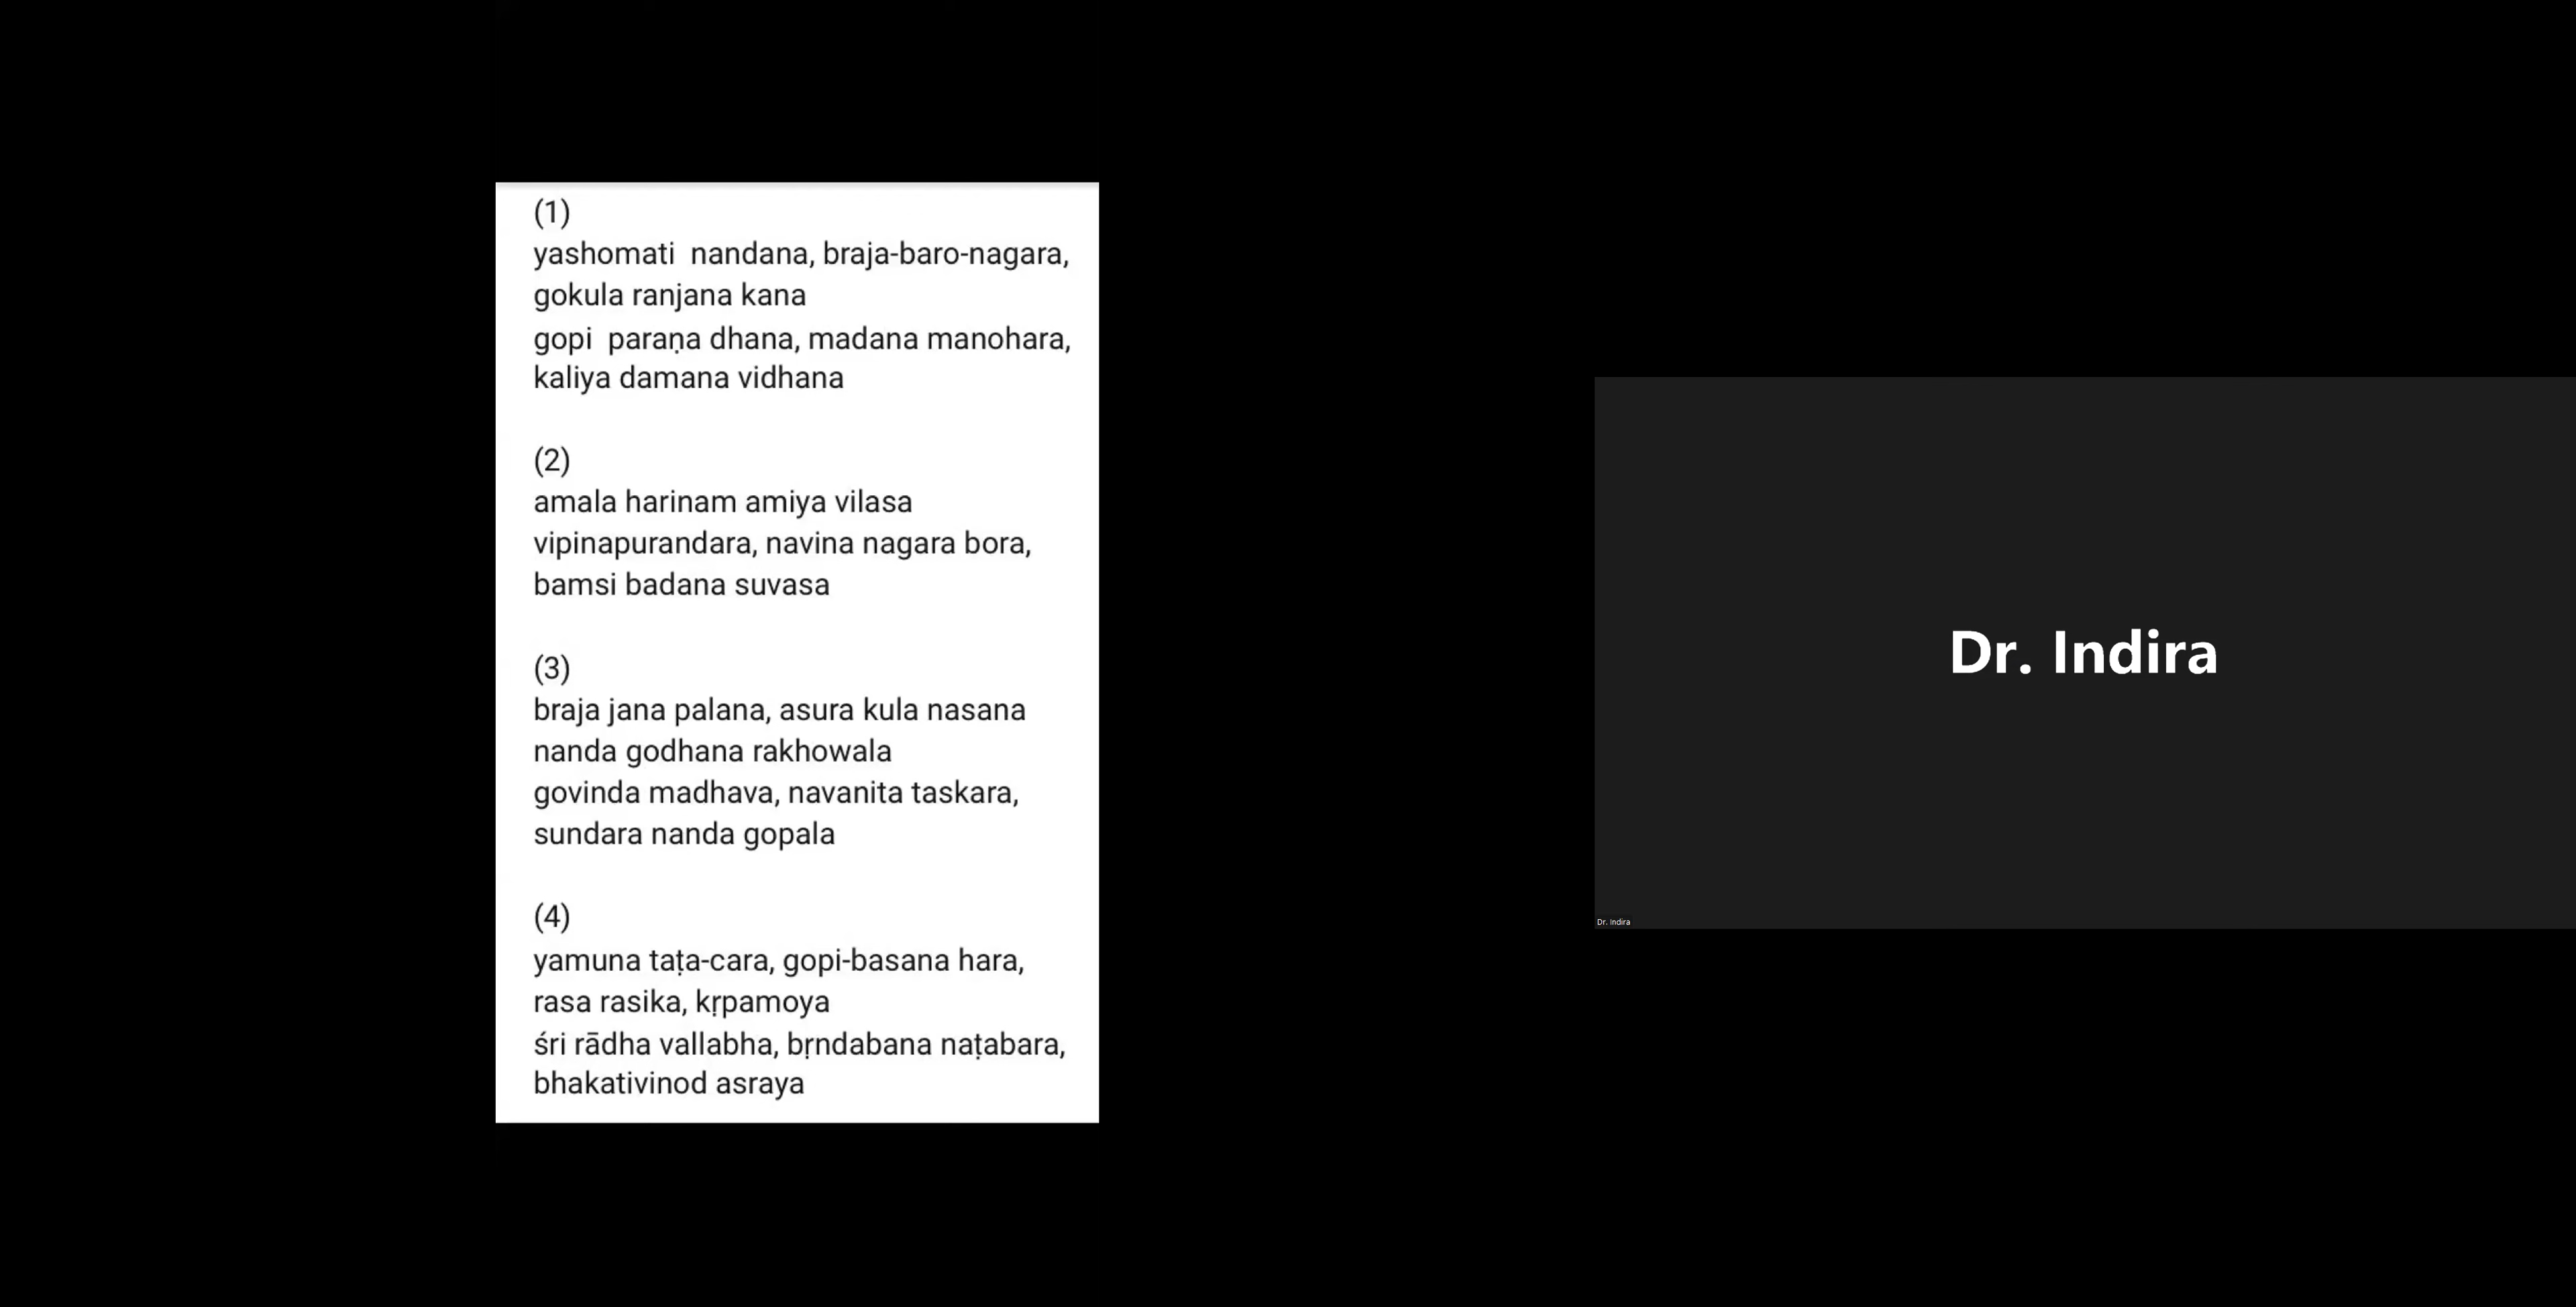 (1)
yashomati nandana, braja-baro-nagara,
gokula ranjana kana
gopi paraṇa dhana, madana manohara,
kaliya damana vidhana
(2)
amala harinam amiya vilasa
vipinapurandara, navina nagara bora,
bamsi badana suvasa
(3)
braja jana palana, asura kula nasana
nanda godhana rakhowala
govinda madhava, navanita taskara,
sundara nanda gopala
(4)
yamuna taṭa-cara, gopi-basana hara,
rasa rasika, kṛpamoya
śri rādha vallabha, bṛndabana naṭabara,
bhakativinod asraya
Dr. Indira
Dr. Indira